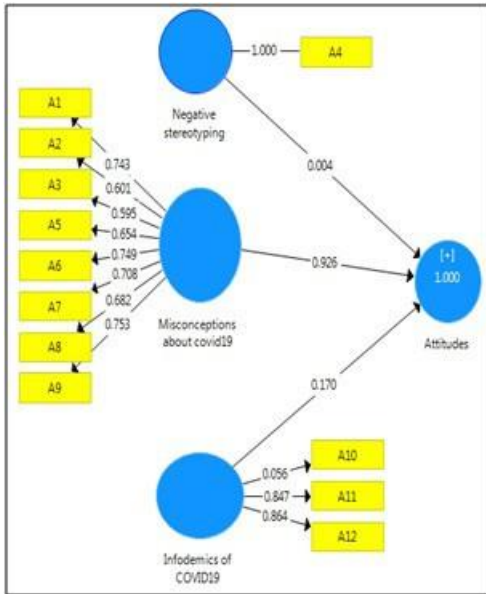 1.000
A4
Negative
stereotyping
A1
A2
A3
A5
A6
A7
A8
A9
0.743
0.601
0.595
0.654
0.749
0.708
0.682
0.753
Misconceptions
about covid19
0.004
0.926
0.170
[+]
1.000
Attitudes
0.056
0.847
0.864
A10
A11
A12
Infodemics of
COVID19